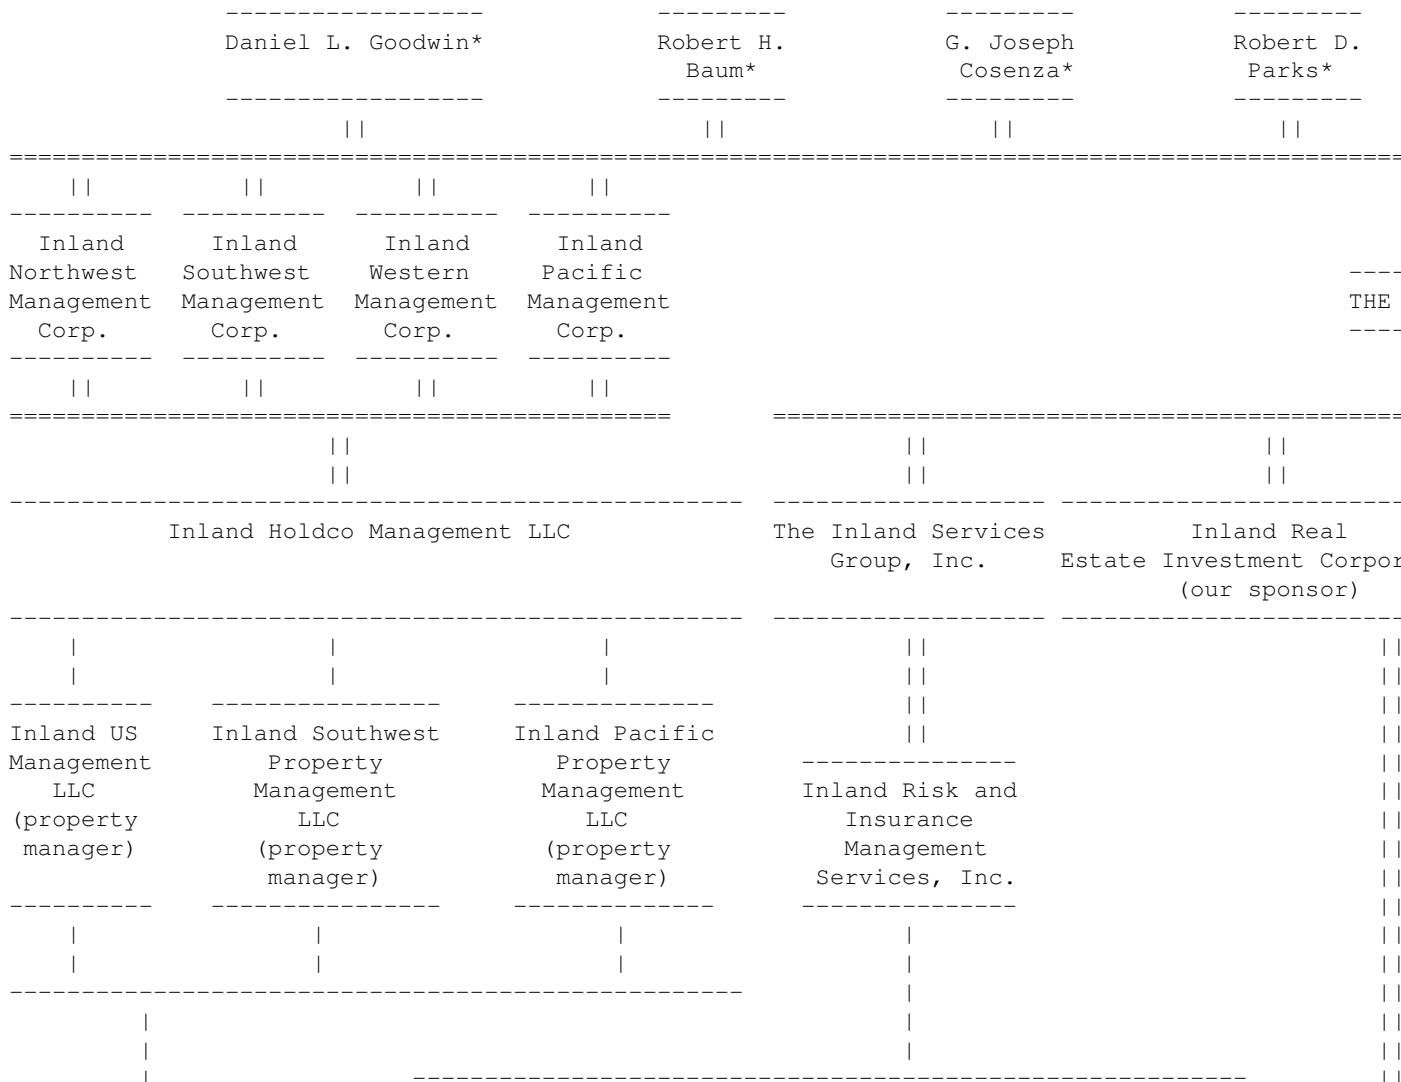 Daniel L. Goodwin* Robert H. G. Joseph Robert D.
Baum* Cosenza* Parks*
Inland Inland Inland Inland
Northwest Southwest Western Pacific
Management Management Management Management THE
Corp. Corp. Corp. Corp.
Inland Holdco Management LLC The Inland Services Inland Real
Group, Inc. Estate Investment Corpor
(our sponsor)
Inland US Inland Southwest Inland Pacific
Management Property Property
LLC Management Management Inland Risk and
(property LLC LLC Insurance
manager) (property (property Management
manager) manager) Services, Inc.